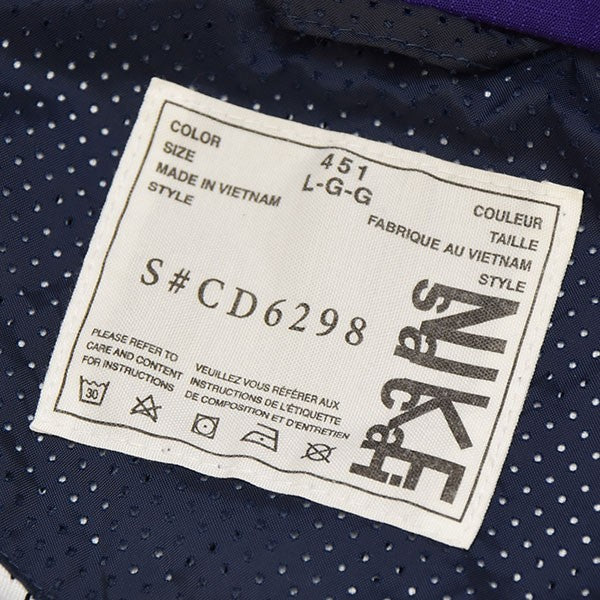 COLOR 451 COULEUR
SIZE L-G-G TAILLE
MADE IN VIETNAM FABRIQUE AU VIETNAM
STYLE STYLE
S#CD6298
NIKE
sacai
PLEASE REFER TO
CARE AND CONTENT
FOR INSTRUCTIONS
VEUILLEZ VOUS RÉFÉRER AUX
INSTRUCTIONS DE L'ÉTIQUETTE
DE COMPOSITION ET D'ENTRETIEN
30